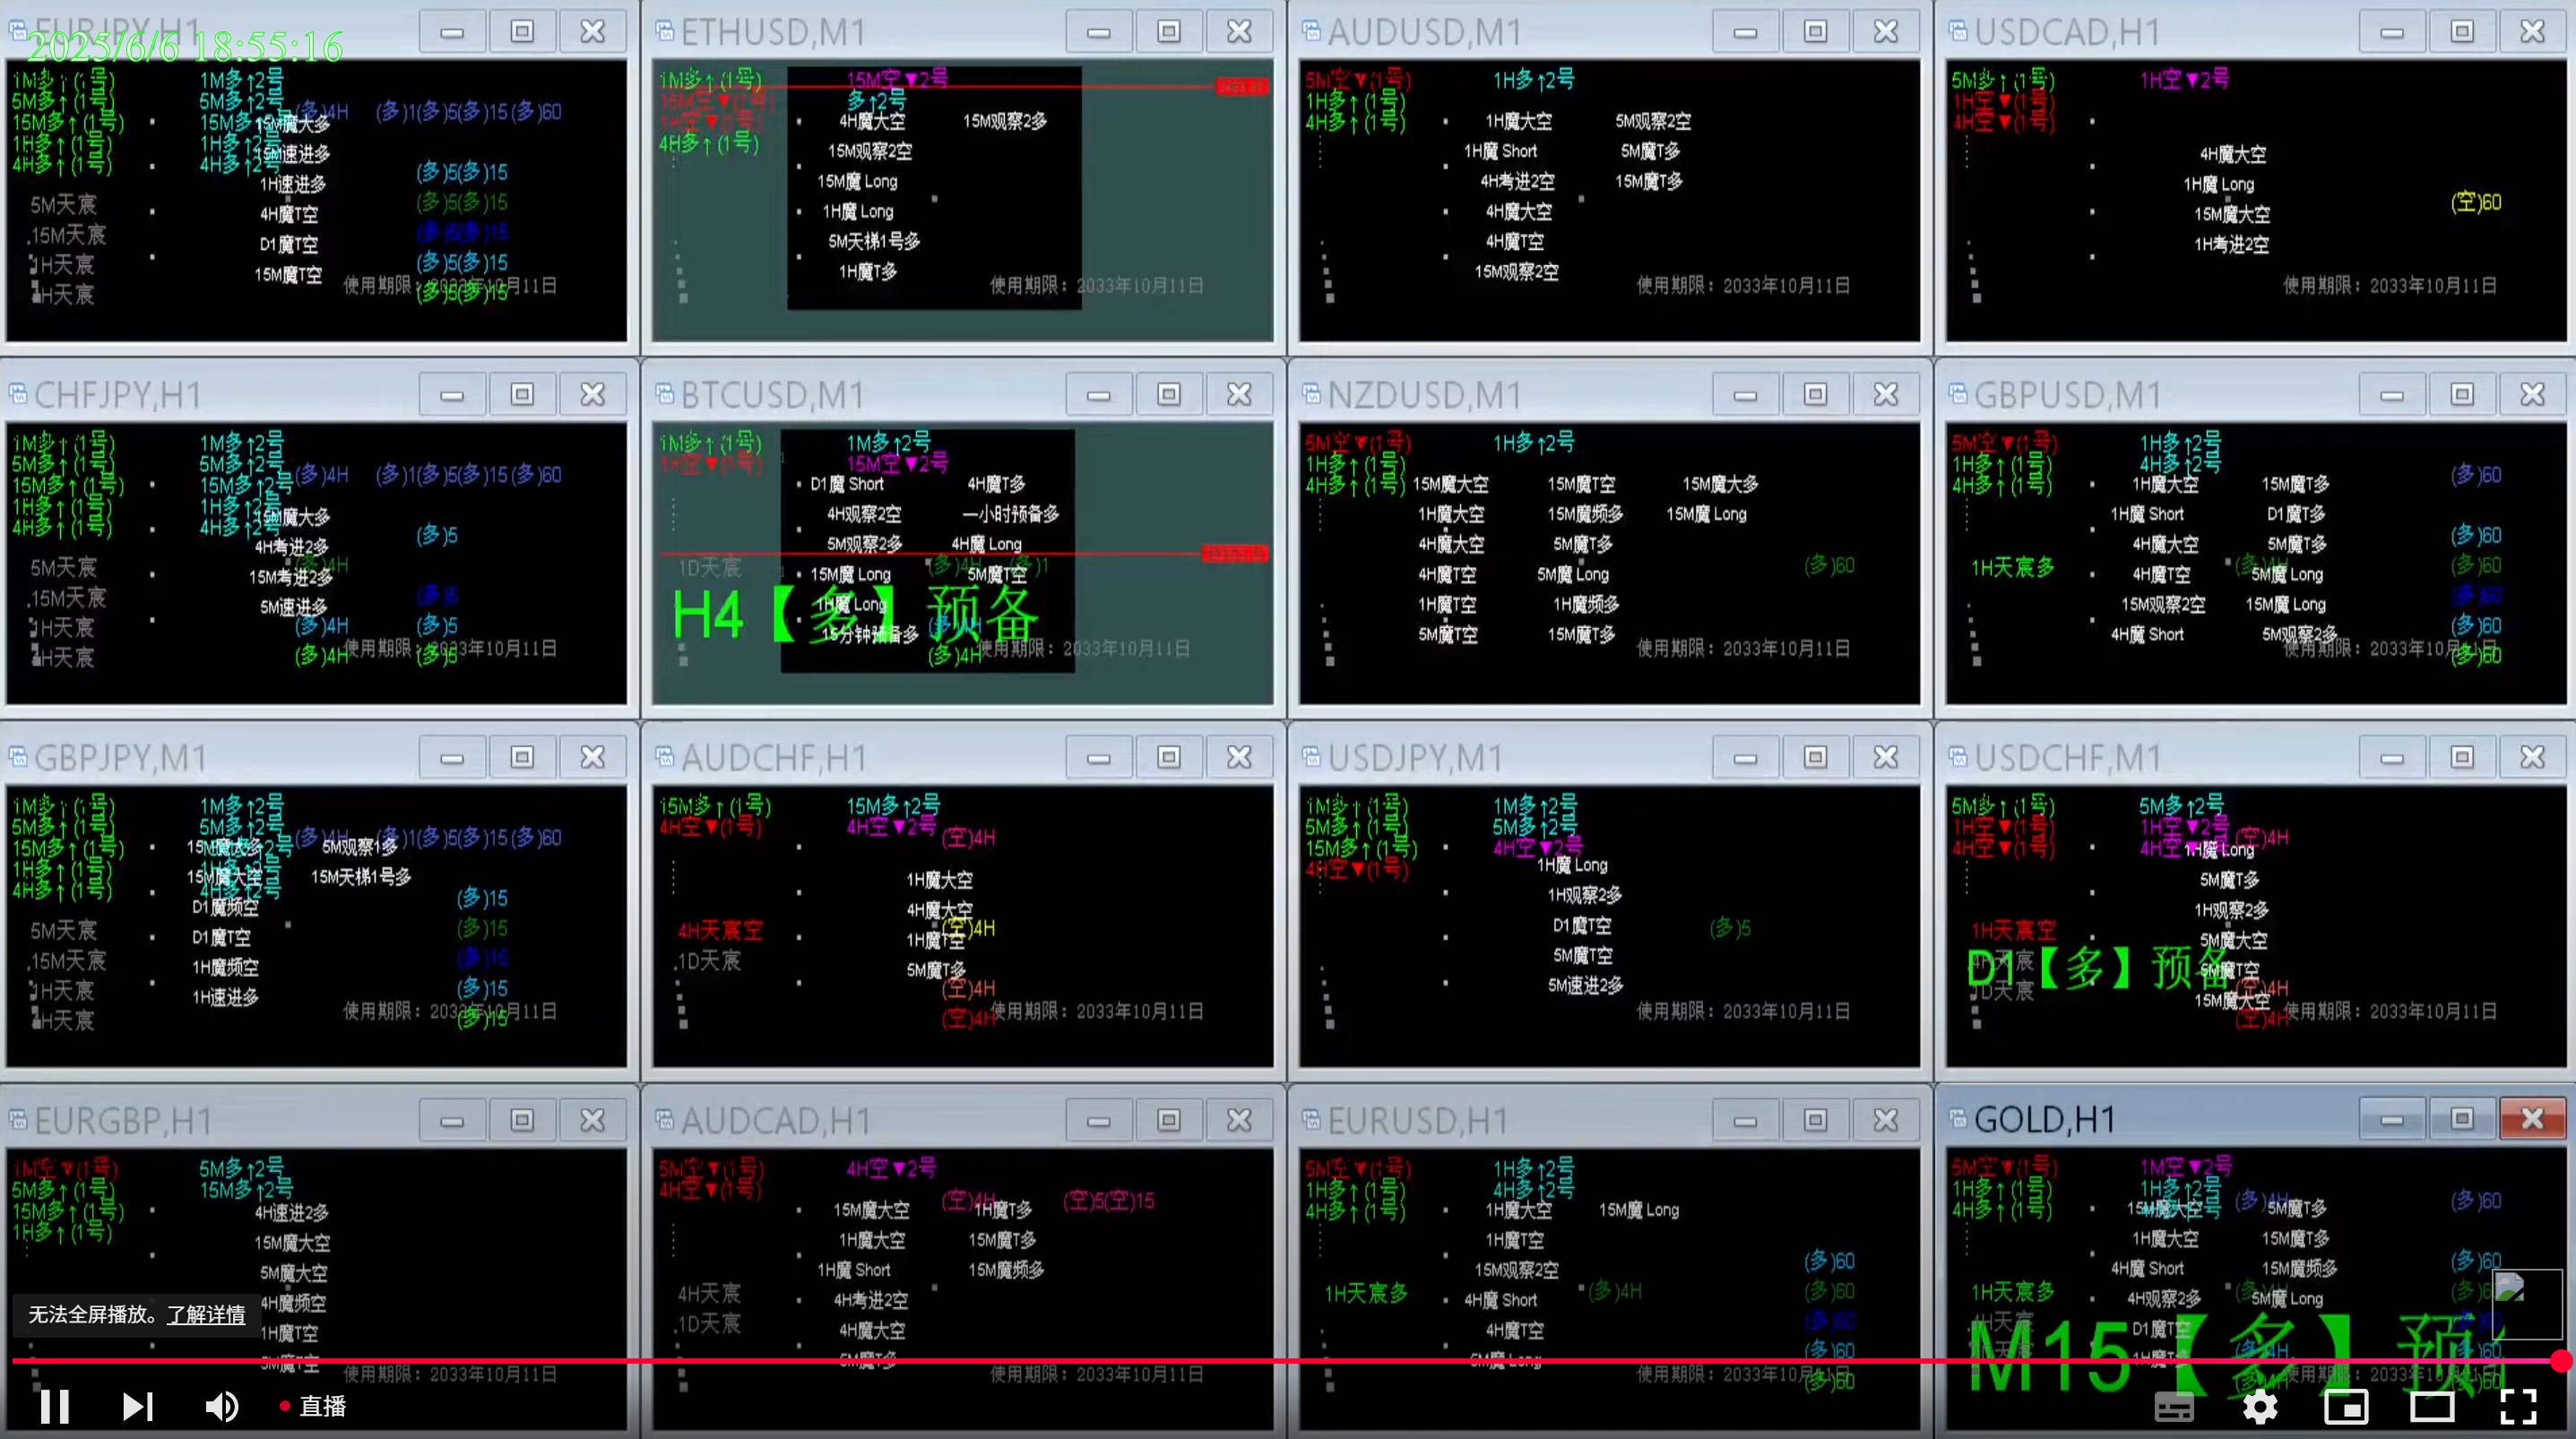 EURJPY,H1
2025/6/6 18:55:16
1M多↑(1号) 1M多↑2号
5M多↑(1号) 5M多↑2号 (多)4H (多)1(多)5(多)15(多)60
15M多↑(1号) 15M多↑2号 15M魔大多
1H多↑(1号) 1H多↑2号 15M速进多
4H多↑(1号) 4H多↑2号 (多)5(多)15
1H速进多
5M天宸 4H魔T空 (多)5(多)15
.15M天宸 D1魔T空 (多)5(多)15
1H天宸 15M魔T空 (多)5(多)15
4H天宸 使用期限：2033年10月11日 (多)5(多)15
ETHUSD,M1
1M多↑(1号) 15M空▼2号
15M空▼(1号) 多↑2号
1H空▼(1号) 4H魔大空 15M观察2多
4H多↑(1号) 15M观察2空
15M魔 Long
1H魔 Long
5M天梯1号多
1H魔T多
使用期限：2033年10月11日
AUDUSD,M1
5M空▼(1号) 1H多↑2号
1H多↑(1号)
4H多↑(1号) 1H魔大空 5M观察2空
1H魔 Short 5M魔T多
4H考进2空 15M魔T多
4H魔大空
4H魔T空
15M观察2空
使用期限：2033年10月11日
USDCAD,H1
5M多↑(1号) 1H空▼2号
1H空▼(1号)
4H空▼(1号)
4H魔大空
1H魔 Long (空)60
15M魔大空
1H考进2空
使用期限：2033年10月11日
CHFJPY,H1
1M多↑(1号) 1M多↑2号
5M多↑(1号) 5M多↑2号 (多)4H (多)1(多)5(多)15(多)60
15M多↑(1号) 15M多↑2号
1H多↑(1号) 1H多↑2号 15M魔大多
4H多↑(1号) 4H多↑2号 (多)5
4H考进2多
5M天宸 (多)4H
15M考进2多
.15M天宸 5M速进多 (多)5
1H天宸 (多)4H (多)5
4H天宸 (多)4H 使用期限：2033年10月11日 (多)5
BTCUSD,M1
1M多↑(1号) 1M多↑2号
1H空▼(1号) 15M空▼2号
D1魔 Short 4H魔T多
4H观察2空 一小时预备多
5M观察2多 4H魔 Long
1D天宸 (多)4H (多)1
15M魔 Long 5M魔T空
1H魔 Long
H4【多】预备
15分钟预备多
(多)4H 使用期限：2033年10月11日
NZDUSD,M1
5M空▼(1号) 1H多↑2号
1H多↑(1号)
4H多↑(1号) 15M魔大空 15M魔T空 15M魔大多
1H魔大空 15M魔频多 15M魔 Long
4H魔大空 5M魔T多
(多)60
4H魔T空 5M魔 Long
1H魔T空 1H魔频多
5M魔T空 15M魔T多
使用期限：2033年10月11日
GBPUSD,M1
5M空▼(1号) 1H多↑2号
1H多↑(1号) 4H多↑2号 (多)60
4H多↑(1号) 1H魔大空 15M魔T多
1H魔 Short D1魔T多
4H魔大空 5M魔T多 (多)60
1H天宸多 (多)4H (多)60
4H魔T空 5M魔 Long
15M观察2空 15M魔 Long (多)60
4H魔 Short 5M观察2多 (多)60
使用期限：2033年10月11日 (多)60
GBPJPY,M1
1M多↑(1号) 1M多↑2号
5M多↑(1号) 5M多↑2号 (多)4H (多)1(多)5(多)15(多)60
15M多↑(1号) 15M魔大多 5M观察1多
1H多↑(1号) 1H多↑2号 15M魔大空 15M天梯1号多
4H多↑(1号) 4H多↑2号 (多)15
D1魔频空
5M天宸 D1魔T空 (多)15
.15M天宸 1H魔频空 (多)15
1H天宸 1H速进多 (多)15
4H天宸 使用期限：2033年10月11日 (多)15
AUDCHF,H1
15M多↑(1号) 15M多↑2号
4H空▼(1号) 4H空▼2号 (空)4H
1H魔大空
4H魔大空
4H天宸空 (空)4H
1H魔T空
.1D天宸 5M魔T多
(空)4H
(空)4H 使用期限：2033年10月11日
USDJPY,M1
1M多↑(1号) 1M多↑2号
5M多↑(1号) 5M多↑2号
15M多↑(1号) 4H空▼2号
4H空▼(1号) 1H魔 Long
1H观察2多
D1魔T空 (多)5
5M魔T空
5M速进多
使用期限：2033年10月11日
USDCHF,M1
5M多↑(1号) 5M多↑2号
1H空▼(1号) 1H空▼2号 (空)4H
4H空▼(1号) 4H空▼2号 1H魔 Long
5M魔T多
1H观察2多
1H天宸空 5M魔大空
4H天宸
D1【多】预备
5M魔T空
1D天宸 (空)4H
15M魔大空
(空)4H 使用期限：2033年10月11日
EURGBP,H1
1M空▼(1号) 5M多↑2号
5M多↑(1号) 15M多↑2号
15M多↑(1号) 4H速进2多
1H多↑(1号) 15M魔大空
5M魔大空
4H魔频空
无法全屏播放。了解详情
1H魔T空
5M魔T空
使用期限：2033年10月11日
AUDCAD,H1
5M空▼(1号) 4H空▼2号
4H空▼(1号) (空)4H (空)5(空)15
15M魔大空 1H魔T多
1H魔大空 15M魔T多
1H魔 Short 15M魔频多
4H天宸 4H考进2空
.1D天宸 4H魔大空
5M魔T多
使用期限：2033年10月11日
EURUSD,H1
5M空▼(1号) 1H多↑2号
1H多↑(1号) 4H多↑2号
4H多↑(1号) 1H魔大空 15M魔 Long
1H魔T空
15M观察2空 (多)60
1H天宸多 4H魔 Short (多)4H (多)60
4H魔T空 (多)60
5M魔 Long (多)60
使用期限：2033年10月11日 (多)60
GOLD,H1
5M空▼(1号) 1M空▼2号
1H多↑(1号) 1H多↑2号 (多)4H (多)60
4H多↑(1号) 4H多↑2号 15M魔大空 5M魔T多
1H魔大空 15M魔T多
4H魔 Short 15M魔频多 (多)60
1H天宸多 4H观察2多 5M魔 Long
4H天宸 D1魔T空
M15【多】预
使用期限：2033年10月11日
直播